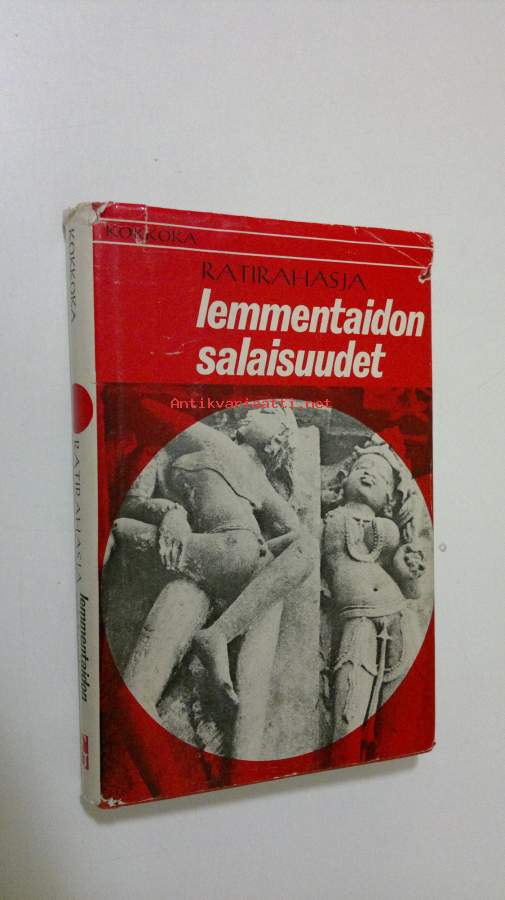 KOKKOKA
RATIRAHASJA
lemmentaidon
salaisuudet
Antikvariaatti.net
KOKKOKA
RATIRAHASJA lemmentaidon